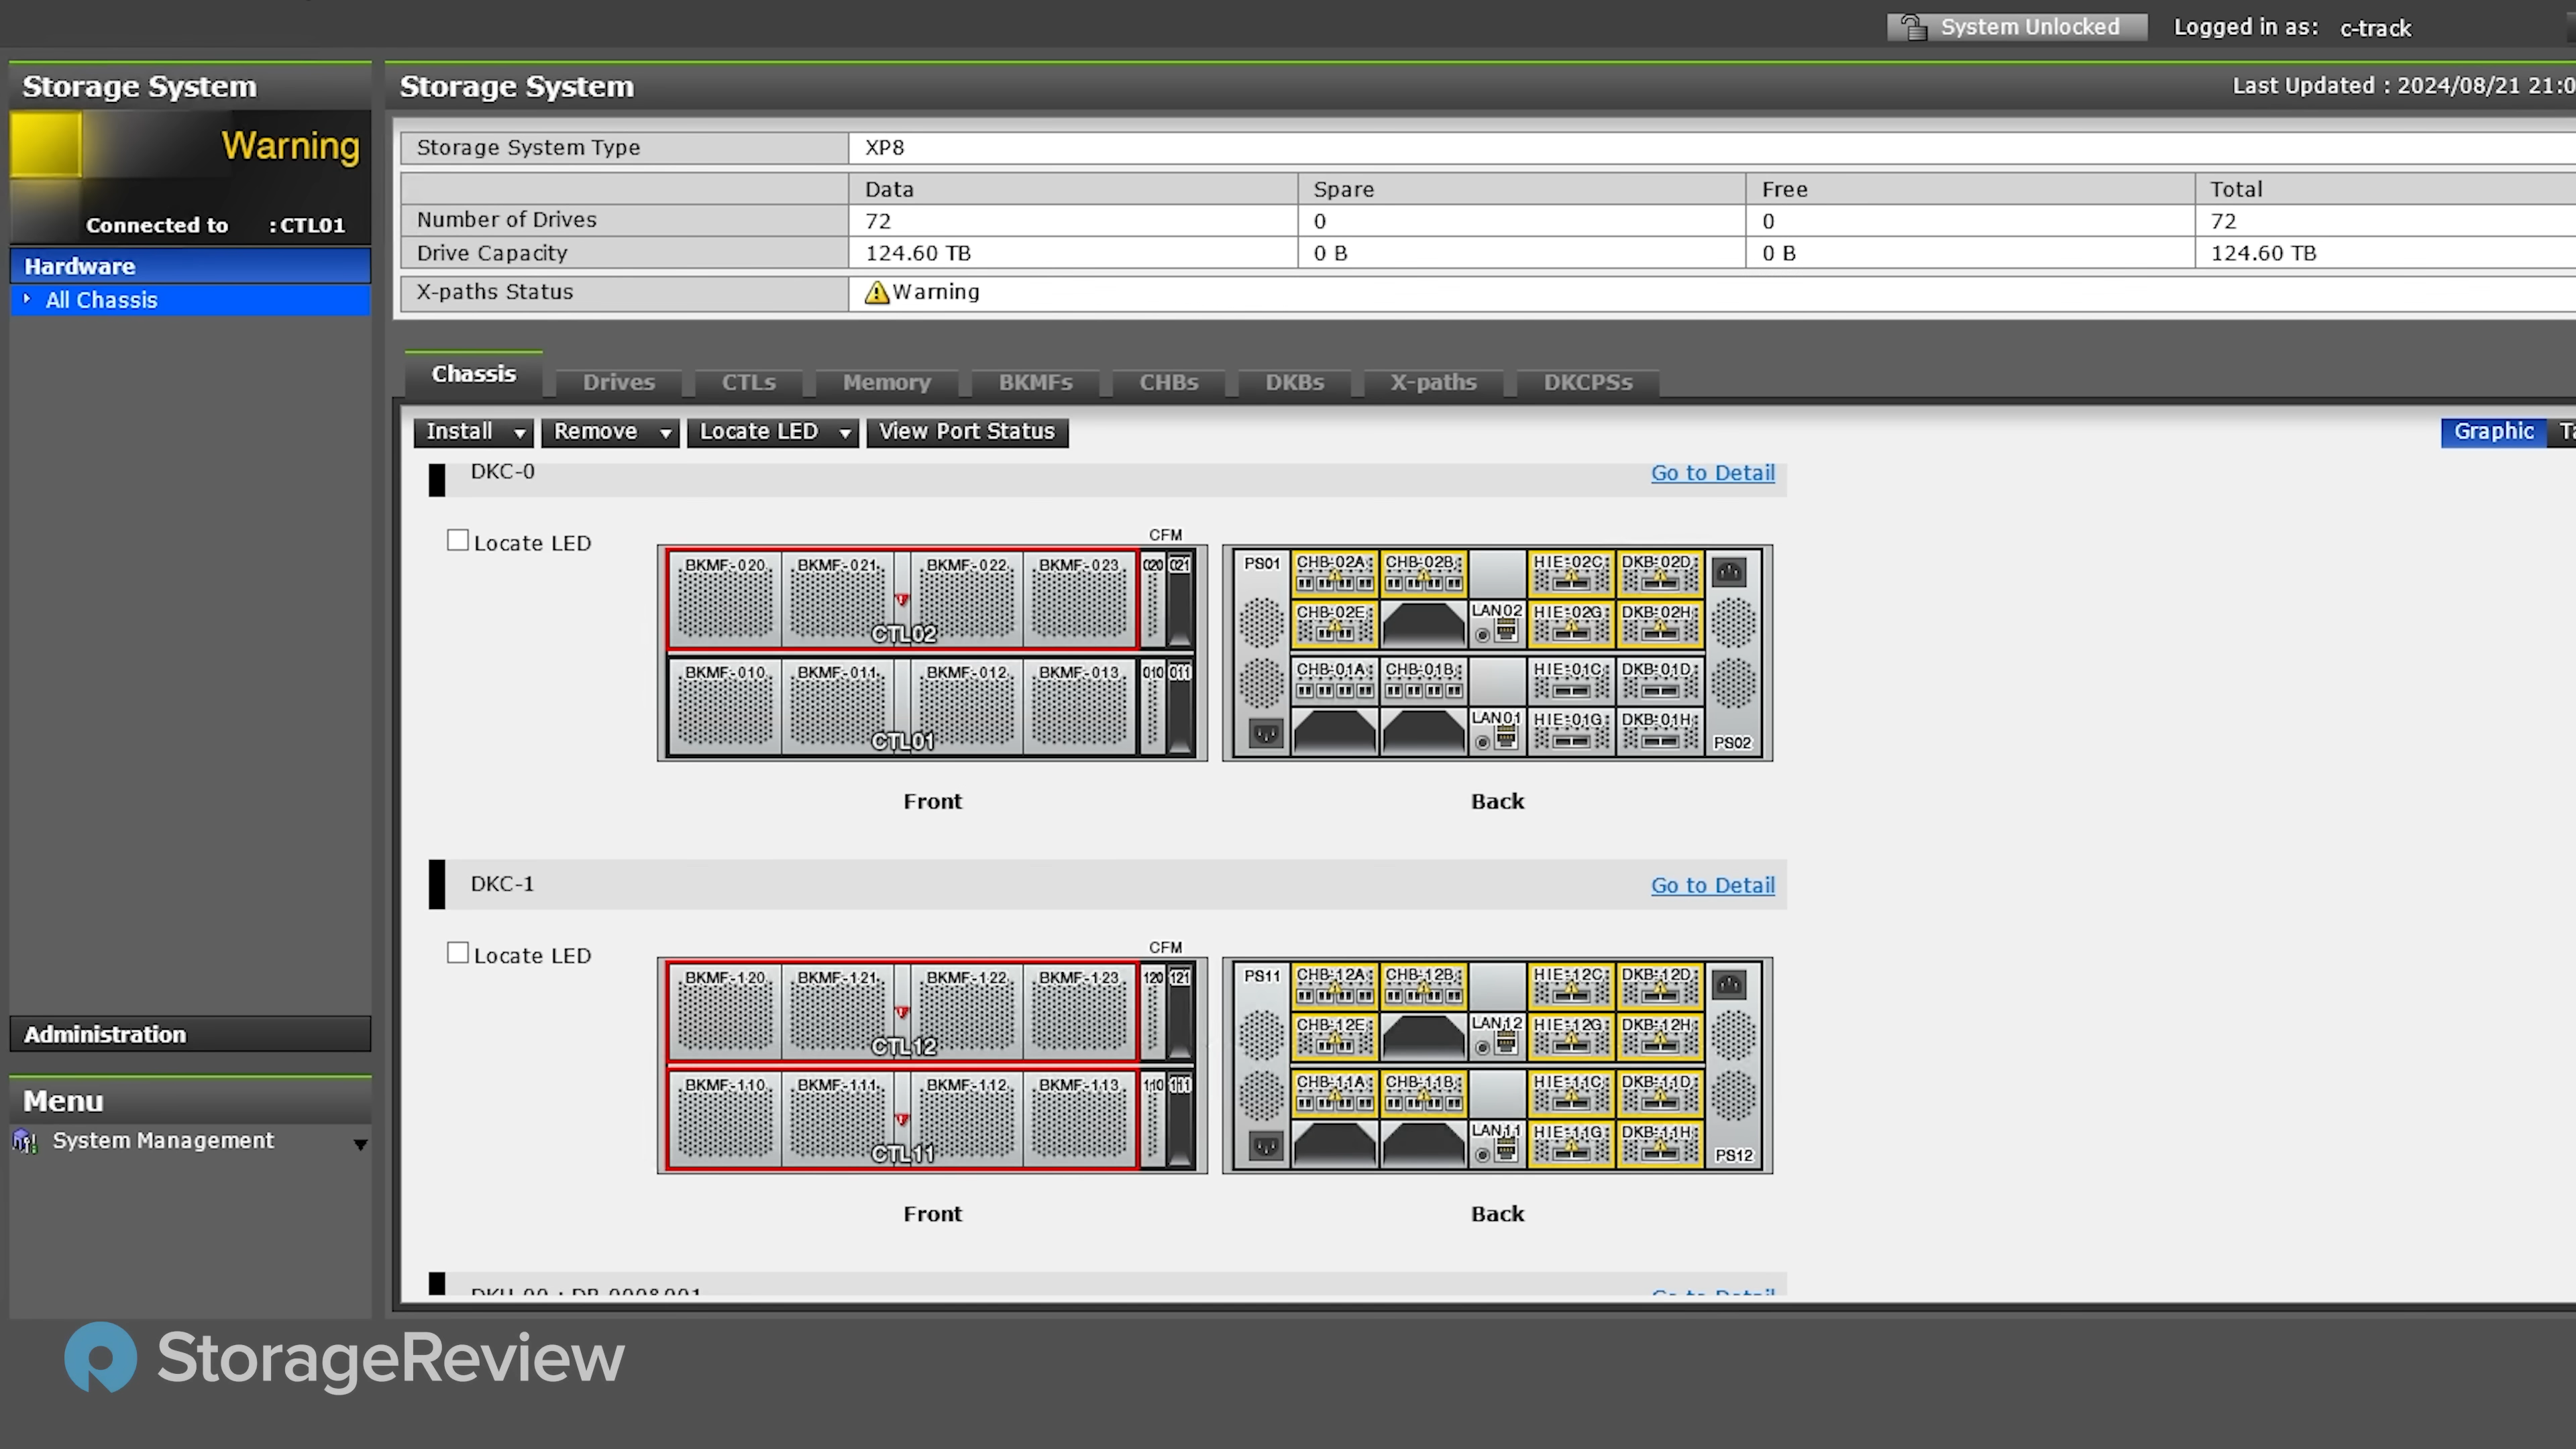 System Unlocked Logged in as: c-track
Storage System
Warning
Connected to : CTL01
Hardware
All Chassis
Administration
Menu
System Management
Storage System Last Updated : 2024/08/21 21:0
Storage System Type XP8
Data Spare Free Total
Number of Drives 72 0 0 72
Drive Capacity 124.60 TB 0 B 0 B 124.60 TB
X-paths Status Warning
Chassis Drives CTLs Memory BKMFs CHBs DKBs X-paths DKCPSs
Install Remove Locate LED View Port Status Graphic
DKC-0 Go to Detail
Locate LED
CFM
BKMF-020 BKMF-021 BKMF-022 BKMF-023 020 021
CTL02
BKMF-010 BKMF-011 BKMF-012 BKMF-013 010 011
CTL01
Front
PS01 CHB-02A CHB-02B HIE-02C DKB-02D
CHB-02E LAN02 HIE-02G DKB-02H
CHB-01A CHB-01B HIE-01C DKB-01D
LAN01 HIE-01G DKB-01H
PS02
Back
DKC-1 Go to Detail
Locate LED
CFM
BKMF-120 BKMF-121 BKMF-122 BKMF-123 120 121
CTL12
BKMF-110 BKMF-111 BKMF-112 BKMF-113 110 111
CTL11
Front
PS11 CHB-12A CHB-12B HIE-12C DKB-12D
CHB-12E LAN12 HIE-12G DKB-12H
CHB-11A CHB-11B HIE-11C DKB-11D
LAN11 HIE-11G DKB-11H
PS12
Back
StorageReview